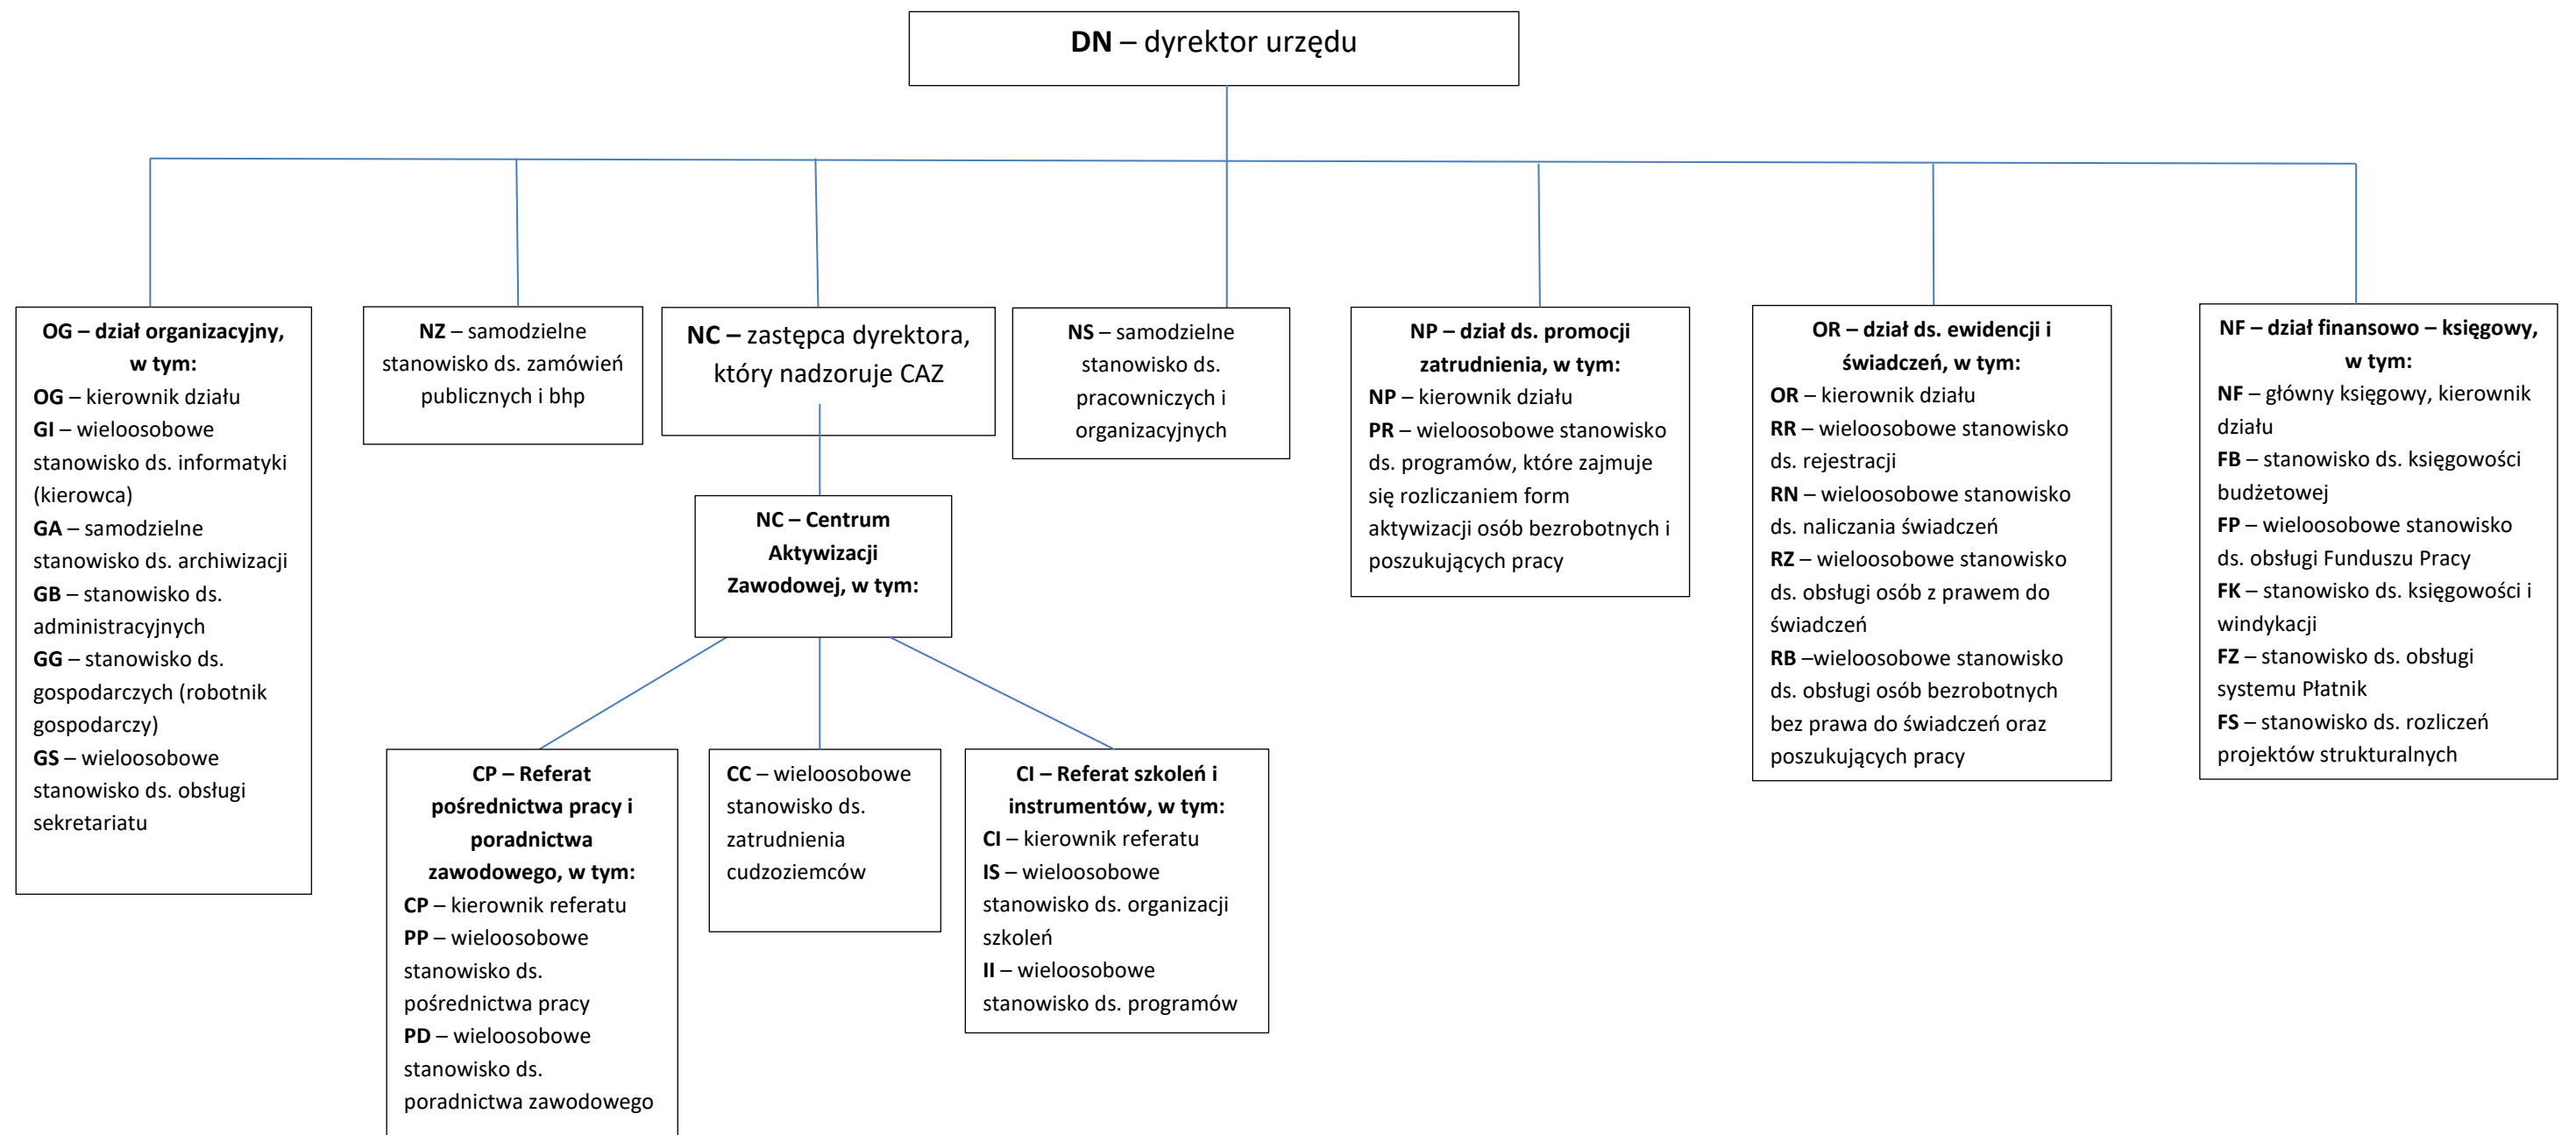 DN – dyrektor urzędu
OG – dział organizacyjny,
w tym:
OG – kierownik działu
GI – wieloosobowe
stanowisko ds. informatyki
(kierowca)
GA – samodzielne
stanowisko ds. archiwizacji
GB – stanowisko ds.
administracyjnych
GG – stanowisko ds.
gospodarczych (robotnik
gospodarczy)
GS – wieloosobowe
stanowisko ds. obsługi
sekretariatu
NZ – samodzielne
stanowisko ds. zamówień
publicznych i bhp
NC – zastępca dyrektora,
który nadzoruje CAZ
NS – samodzielne
stanowisko ds.
pracowniczych i
organizacyjnych
NP – dział ds. promocji
zatrudnienia, w tym:
NP – kierownik działu
PR – wieloosobowe stanowisko
ds. programów, które zajmuje
się rozliczaniem form
aktywizacji osób bezrobotnych i
poszukujących pracy
OR – dział ds. ewidencji i
świadczeń, w tym:
OR – kierownik działu
RR – wieloosobowe stanowisko
ds. rejestracji
RN – wieloosobowe stanowisko
ds. naliczania świadczeń
RZ – wieloosobowe stanowisko
ds. obsługi osób z prawem do
świadczeń
RB –wieloosobowe stanowisko
ds. obsługi osób bezrobotnych
bez prawa do świadczeń oraz
poszukujących pracy
NF – dział finansowo – księgowy,
w tym:
NF – główny księgowy, kierownik
działu
FB – stanowisko ds. księgowości
budżetowej
FP – wieloosobowe stanowisko
ds. obsługi Funduszu Pracy
FK – stanowisko ds. księgowości i
windykacji
FZ – stanowisko ds. obsługi
systemu Płatnik
FS – stanowisko ds. rozliczeń
projektów strukturalnych
NC – Centrum
Aktywizacji
Zawodowej, w tym:
CP – Referat
pośrednictwa pracy i
poradnictwa
zawodowego, w tym:
CP – kierownik referatu
PP – wieloosobowe
stanowisko ds.
pośrednictwa pracy
PD – wieloosobowe
stanowisko ds.
poradnictwa zawodowego
CC – wieloosobowe
stanowisko ds.
zatrudnienia
cudzoziemców
CI – Referat szkoleń i
instrumentów, w tym:
CI – kierownik referatu
IS – wieloosobowe
stanowisko ds. organizacji
szkoleń
II – wieloosobowe
stanowisko ds. programów